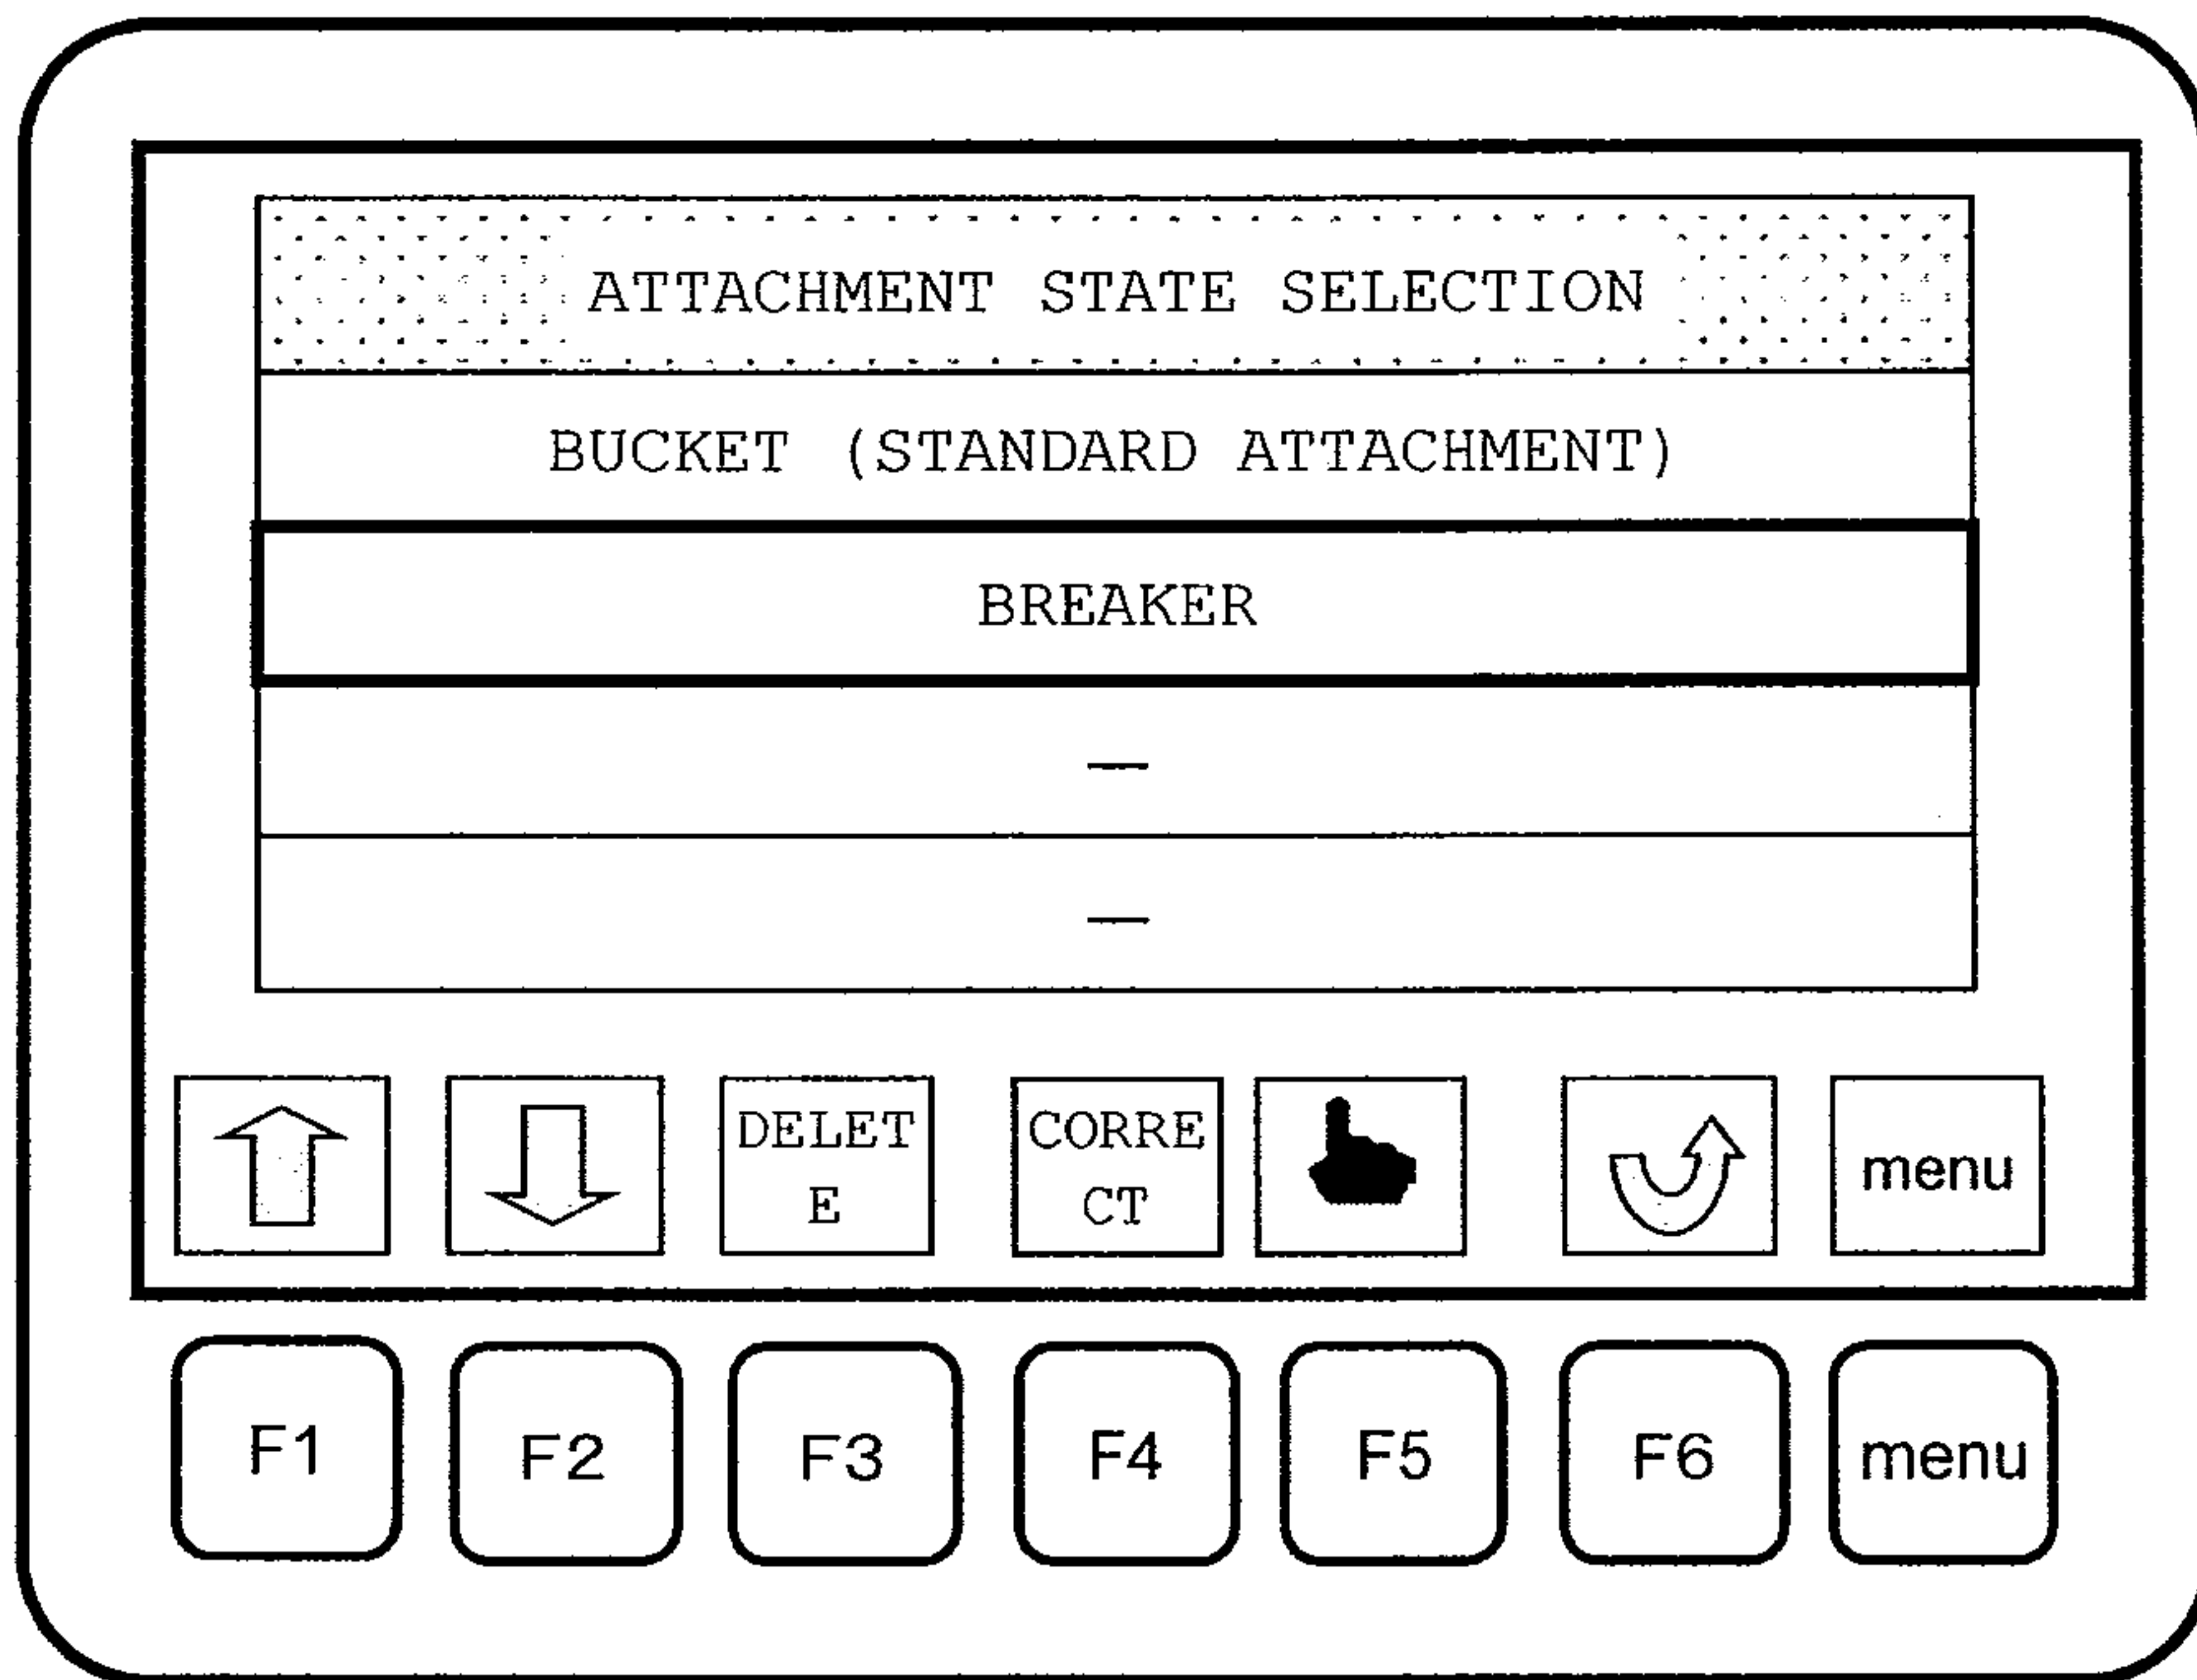 ATTACHMENT STATE SELECTION
BUCKET (STANDARD ATTACHMENT)
BREAKER
—
—
DELET
E
CORRE
CT
menu
F1 F2 F3 F4 F5 F6 menu